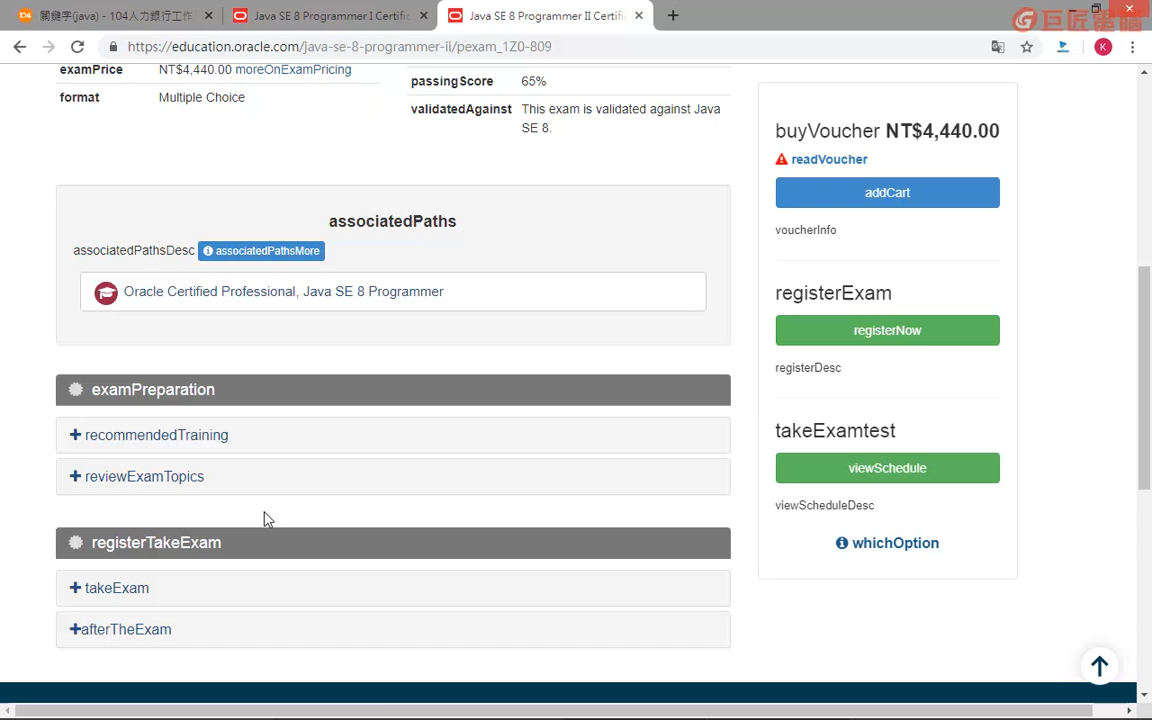 關鍵字(java) - 104人力銀行工作
Java SE 8 Programmer I Certific
Java SE 8 Programmer II Certifi
巨匠電腦
https://education.oracle.com/java-se-8-programmer-ii/pexam_1Z0-809
K
examPrice NT$4,440.00 moreOnExamPricing
format Multiple Choice
passingScore 65%
validatedAgainst This exam is validated against Java
SE 8.
associatedPaths
associatedPathsDesc associatedPathsMore
Oracle Certified Professional, Java SE 8 Programmer
examPreparation
recommendedTraining
reviewExamTopics
registerTakeExam
takeExam
afterTheExam
buyVoucher NT$4,440.00
readVoucher
addCart
voucherInfo
registerExam
registerNow
registerDesc
takeExamtest
viewSchedule
viewScheduleDesc
whichOption